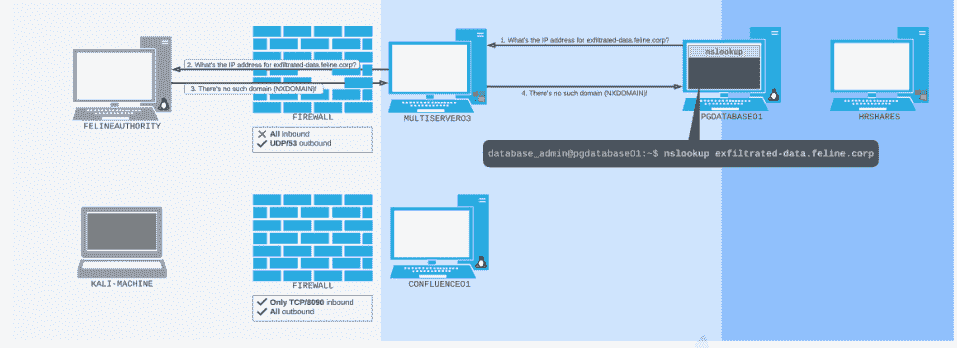 1. What's the IP address for exfiltrated-data.feline.corp?
nslookup
2. What's the IP address for exfiltrated-data.feline.corp?
3. There's no such domain (NXDOMAIN)!
4. There's no such domain (NXDOMAIN)!
FELINEAUTHORITY
FIREWALL
MULTISERVER03
PGDATABASE01
HRSHARES
All inbound
UDP/53 outbound
database_admin@pgdatabase01:~$ nslookup exfiltrated-data.feline.corp
KALI-MACHINE
FIREWALL
CONFLUENCE01
Only TCP/8090 inbound
All outbound